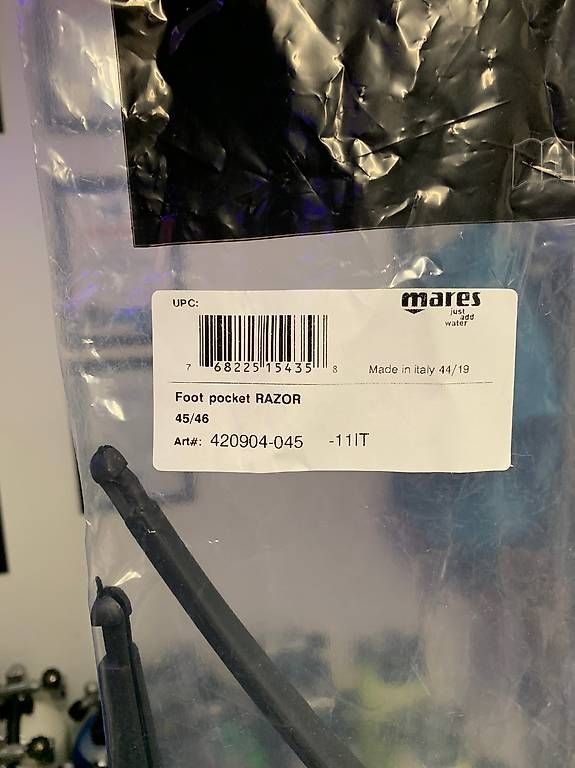 UPC:
mares
just
add
water
7 68225 15435 8
Made in italy 44/19
Foot pocket RAZOR
45/46
Art#: 420904-045 -11IT